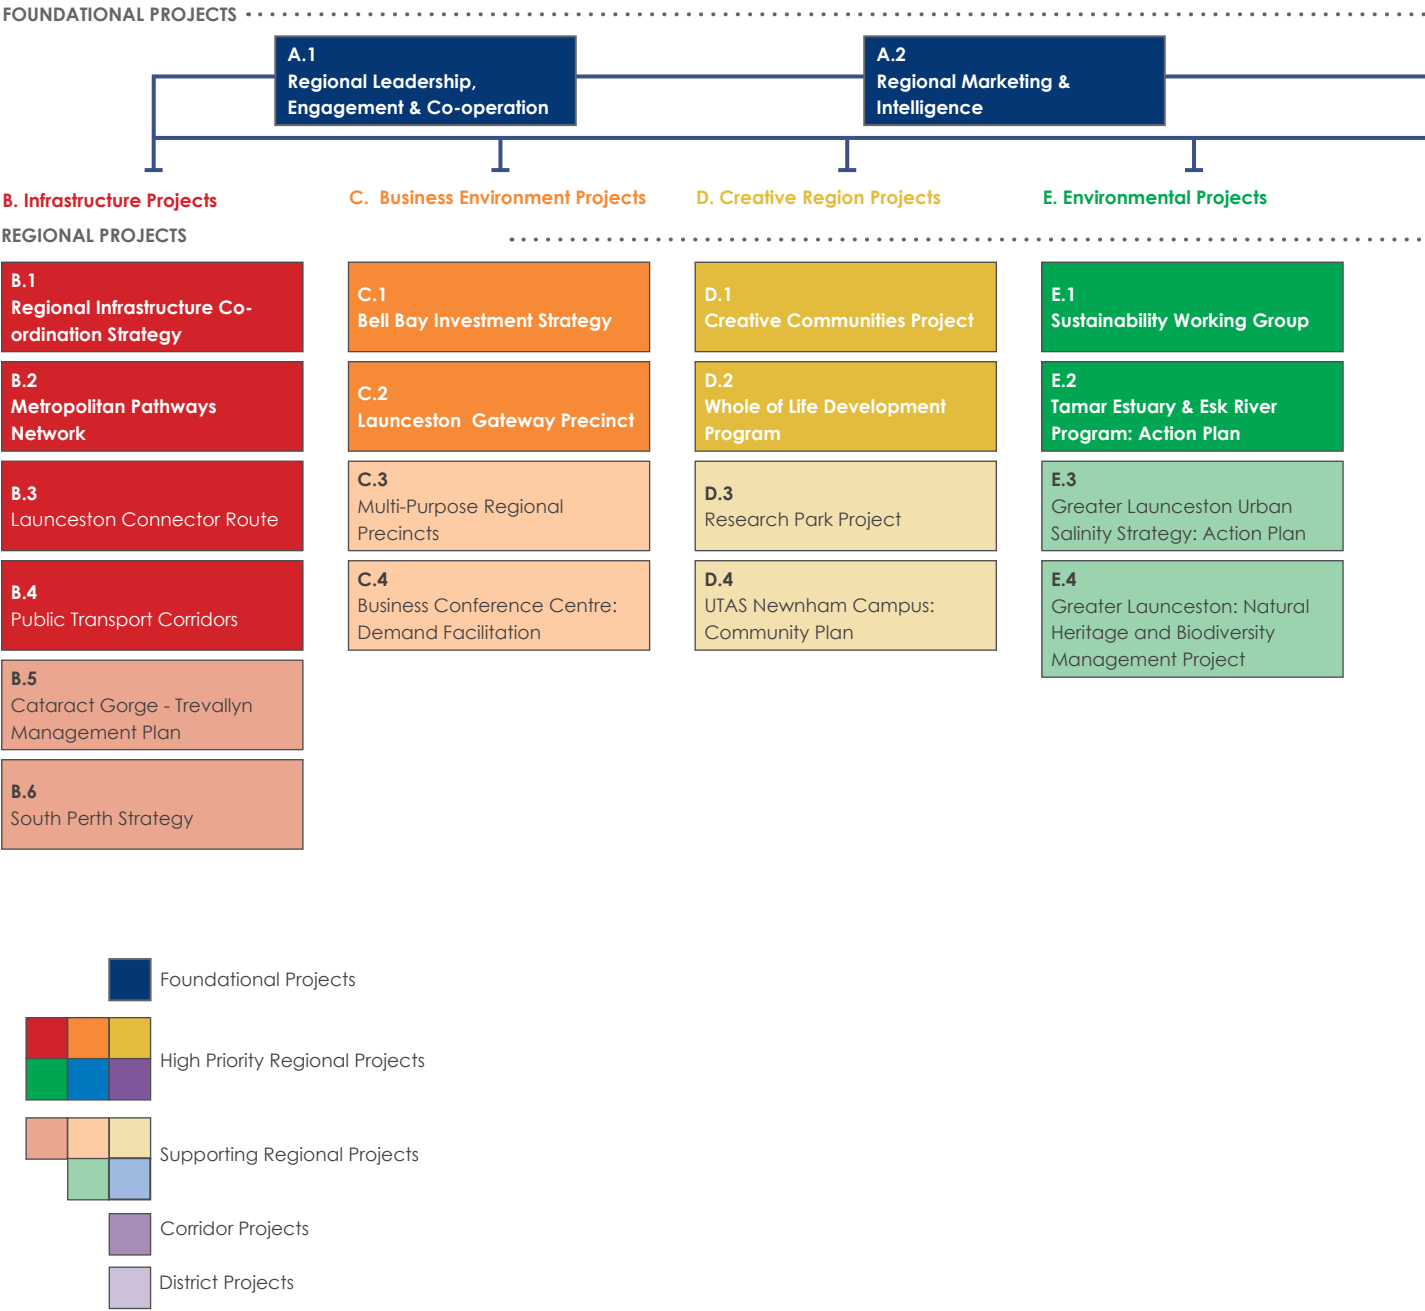 FOUNDATIONAL PROJECTS
A.1
Regional Leadership,
Engagement & Co-operation
A.2
Regional Marketing &
Intelligence
B. Infrastructure Projects
C. Business Environment Projects
D. Creative Region Projects
E. Environmental Projects
REGIONAL PROJECTS
B.1
Regional Infrastructure Co-
ordination Strategy
B.2
Metropolitan Pathways
Network
B.3
Launceston Connector Route
B.4
Public Transport Corridors
B.5
Cataract Gorge - Trevallyn
Management Plan
B.6
South Perth Strategy
C.1
Bell Bay Investment Strategy
C.2
Launceston Gateway Precinct
C.3
Multi-Purpose Regional
Precincts
C.4
Business Conference Centre:
Demand Facilitation
D.1
Creative Communities Project
D.2
Whole of Life Development
Program
D.3
Research Park Project
D.4
UTAS Newnham Campus:
Community Plan
E.1
Sustainability Working Group
E.2
Tamar Estuary & Esk River
Program: Action Plan
E.3
Greater Launceston Urban
Salinity Strategy: Action Plan
E.4
Greater Launceston: Natural
Heritage and Biodiversity
Management Project
Foundational Projects
High Priority Regional Projects
Supporting Regional Projects
Corridor Projects
District Projects